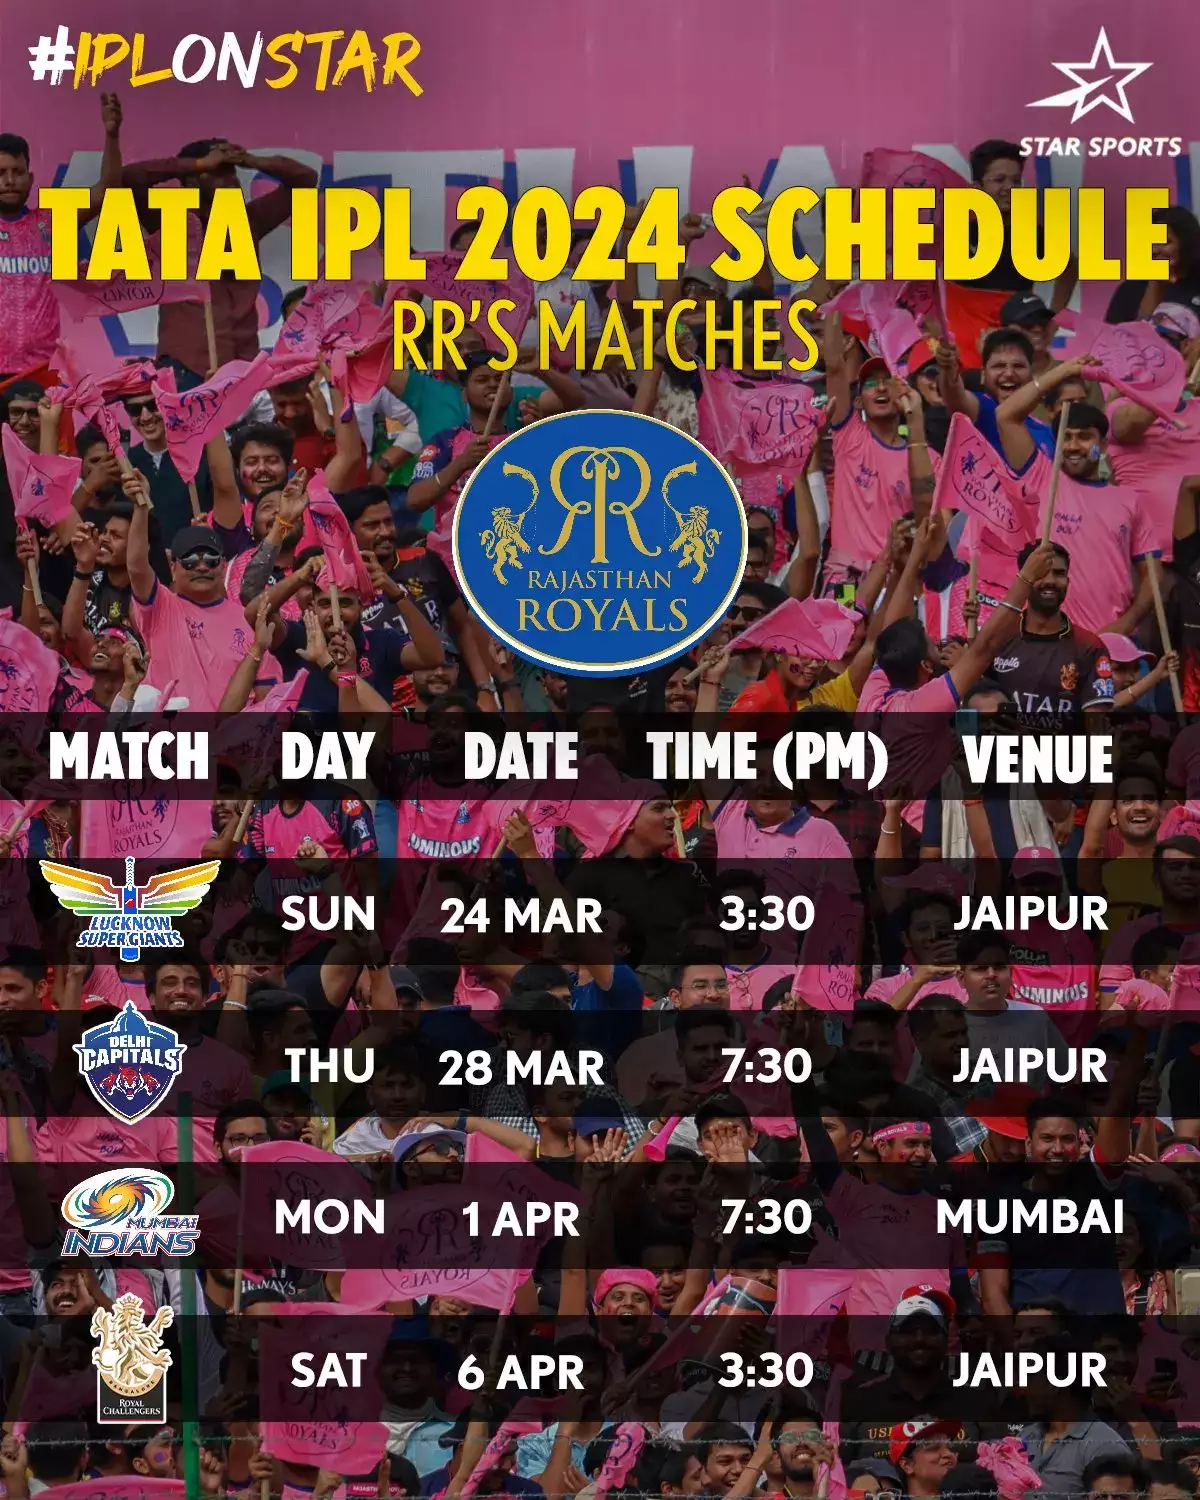 #IPLONSTAR
STAR SPORTS
TATA IPL 2024 SCHEDULE
RR'S MATCHES
RAJASTHAN
ROYALS
MATCH DAY DATE TIME (PM) VENUE
LUCKNOW
SUPER GIANTS
SUN 24 MAR 3:30 JAIPUR
DELHI
CAPITALS
THU 28 MAR 7:30 JAIPUR
MUMBAI
INDIANS
MON 1 APR 7:30 MUMBAI
BANGALORE
ROYAL
CHALLENGERS
SAT 6 APR 3:30 JAIPUR